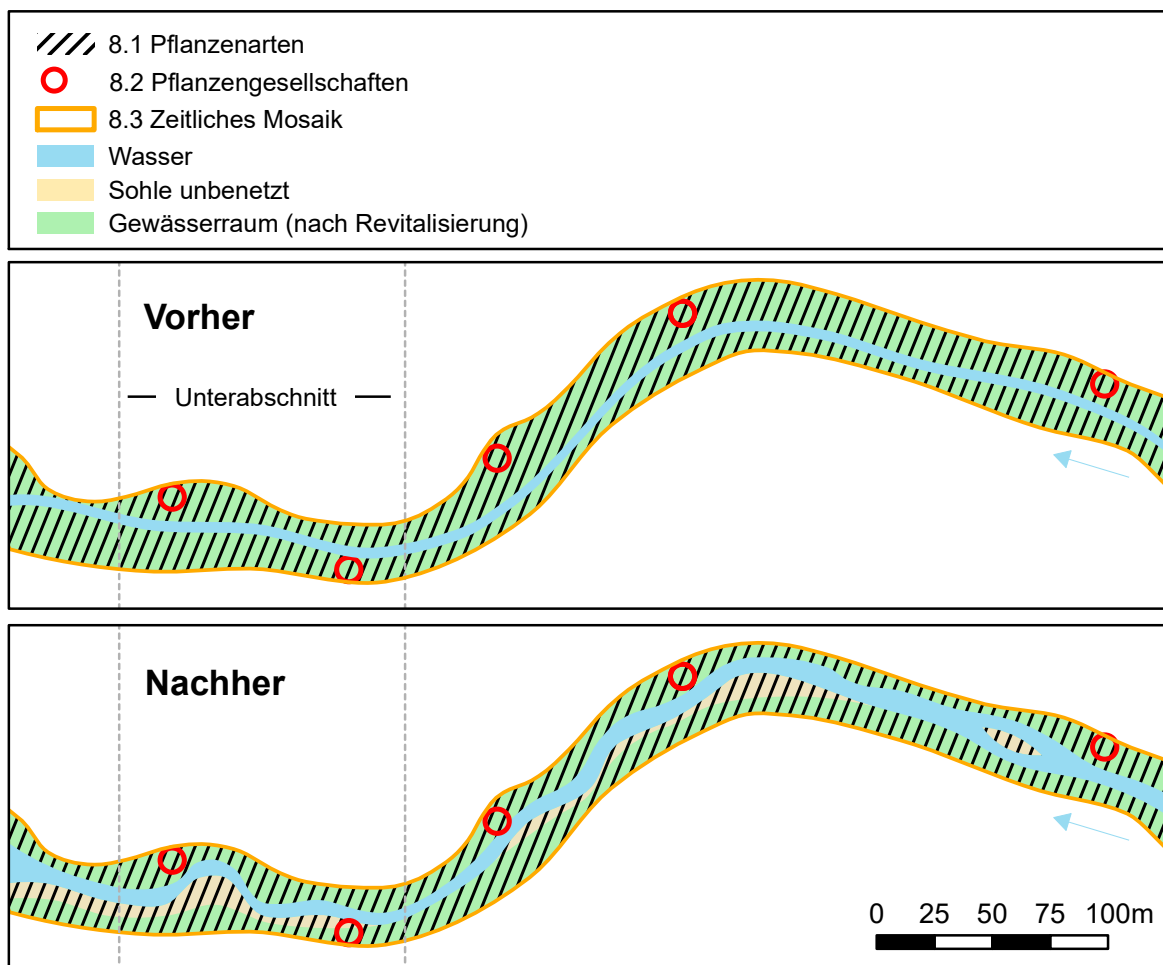 8.1 Pflanzenarten
8.2 Pflanzengesellschaften
8.3 Zeitliches Mosaik
Wasser
Sohle unbenetzt
Gewässerraum (nach Revitalisierung)
Vorher
Unterabschnitt
Nachher
0 25 50 75 100m